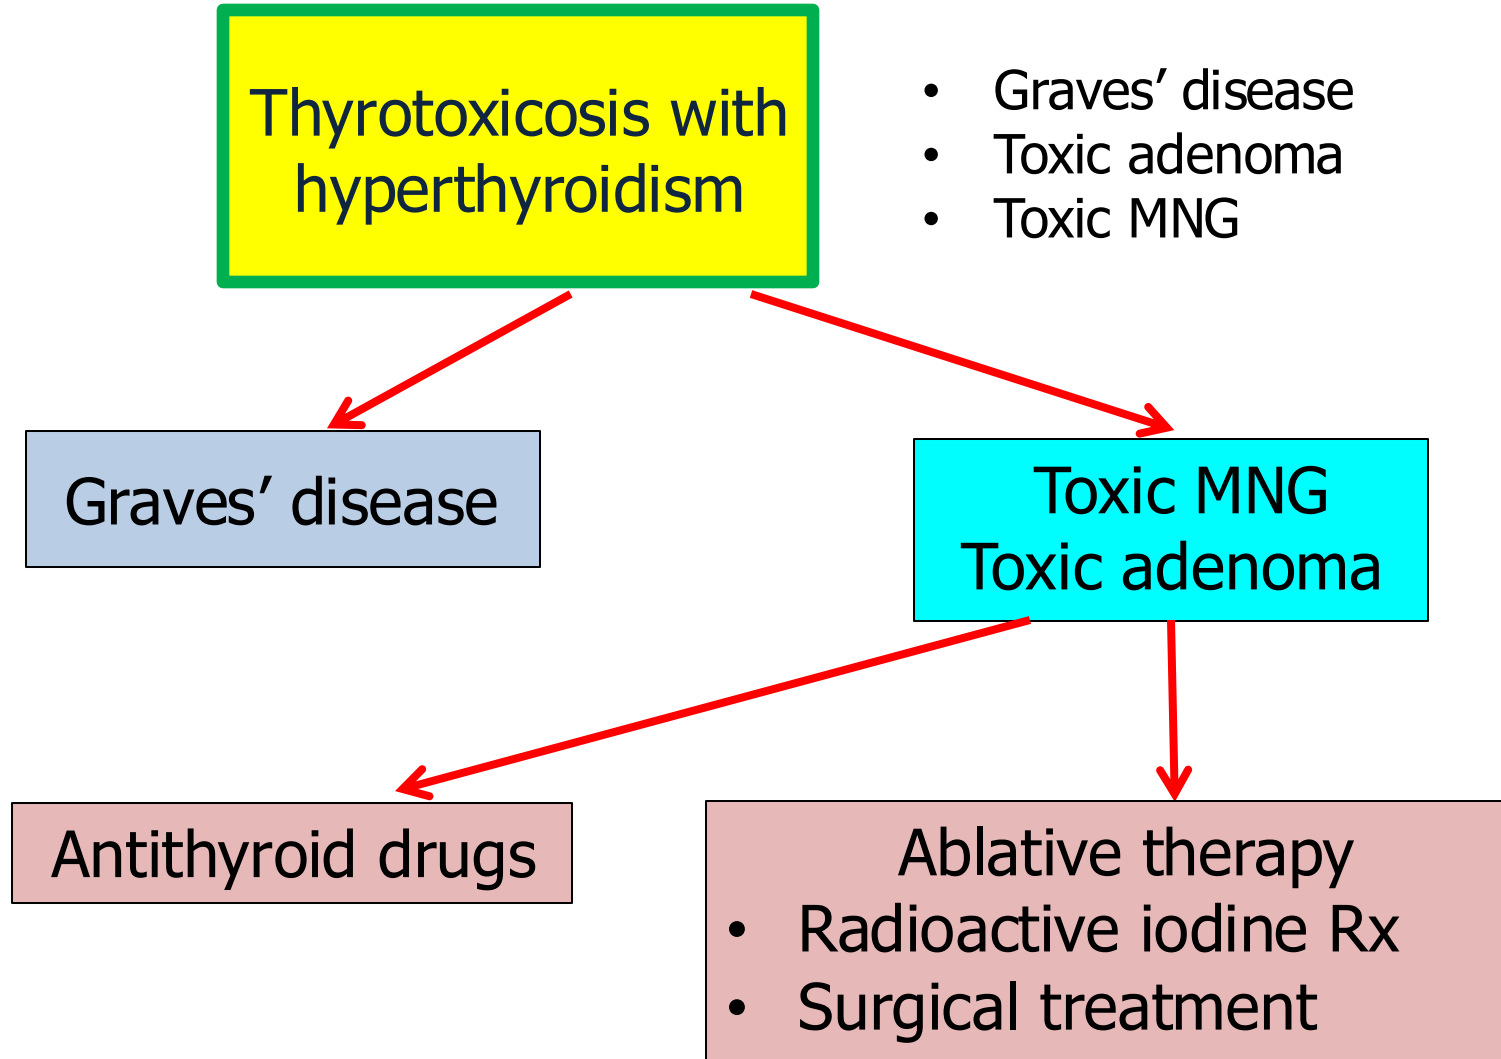 Thyrotoxicosis with
hyperthyroidism
• Graves’ disease
• Toxic adenoma
• Toxic MNG
Graves’ disease
Toxic MNG
Toxic adenoma
Antithyroid drugs
Ablative therapy
• Radioactive iodine Rx
• Surgical treatment